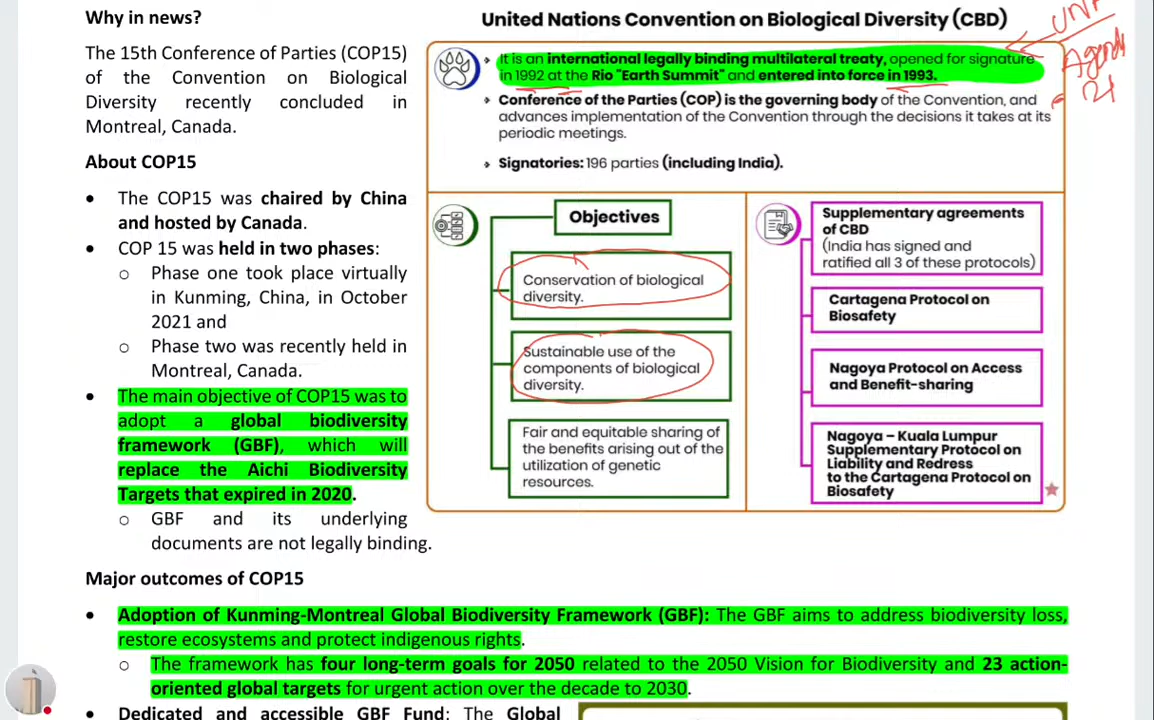 Why in news?
The 15th Conference of Parties (COP15)
of the Convention on Biological
Diversity recently concluded in
Montreal, Canada.
About COP15
• The COP15 was chaired by China
and hosted by Canada.
• COP 15 was held in two phases:
o Phase one took place virtually
in Kunming, China, in October
2021 and
o Phase two was recently held in
Montreal, Canada.
• The main objective of COP15 was to
adopt a global biodiversity
framework (GBF), which will
replace the Aichi Biodiversity
Targets that expired in 2020.
o GBF and its underlying
documents are not legally binding.
United Nations Convention on Biological Diversity (CBD)
It is an international legally binding multilateral treaty, opened for signature
in 1992 at the Rio "Earth Summit" and entered into force in 1993.
Conference of the Parties (COP) is the governing body of the Convention, and
advances implementation of the Convention through the decisions it takes at its
periodic meetings.
Signatories: 196 parties (including India).
Agenda
21
Objectives
Conservation of biological
diversity.
Sustainable use of the
components of biological
diversity.
Fair and equitable sharing of
the benefits arising out of the
utilization of genetic
resources.
Supplementary agreements
of CBD
(India has signed and
ratified all 3 of these protocols)
Cartagena Protocol on
Biosafety
Nagoya Protocol on Access
and Benefit-sharing
Nagoya – Kuala Lumpur
Supplementary Protocol on
Liability and Redress
to the Cartagena Protocol on
Biosafety
Major outcomes of COP15
• Adoption of Kunming-Montreal Global Biodiversity Framework (GBF): The GBF aims to address biodiversity loss,
restore ecosystems and protect indigenous rights.
o The framework has four long-term goals for 2050 related to the 2050 Vision for Biodiversity and 23 action-
oriented global targets for urgent action over the decade to 2030.
• Dedicated and accessible GBF Fund: The Global